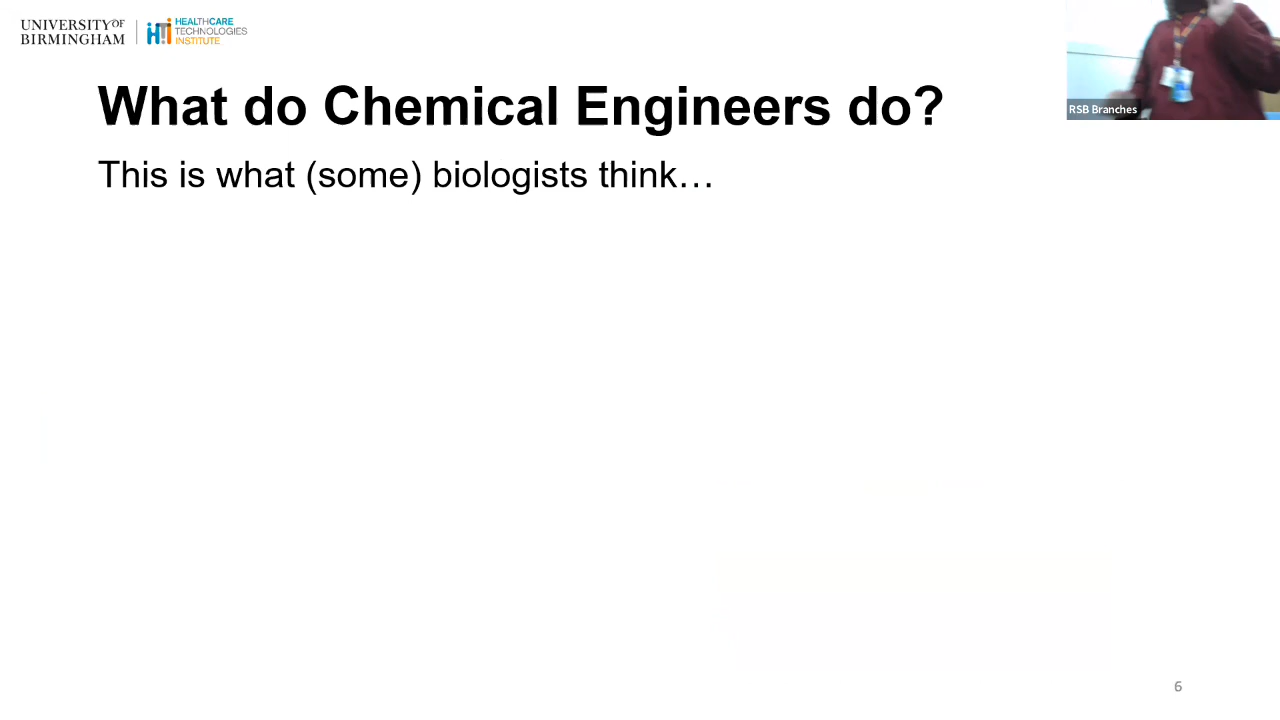 UNIVERSITY OF
BIRMINGHAM
HEALTHCARE
TECHNOLOGIES
INSTITUTE
RSB Branches
What do Chemical Engineers do?
This is what (some) biologists think…
6